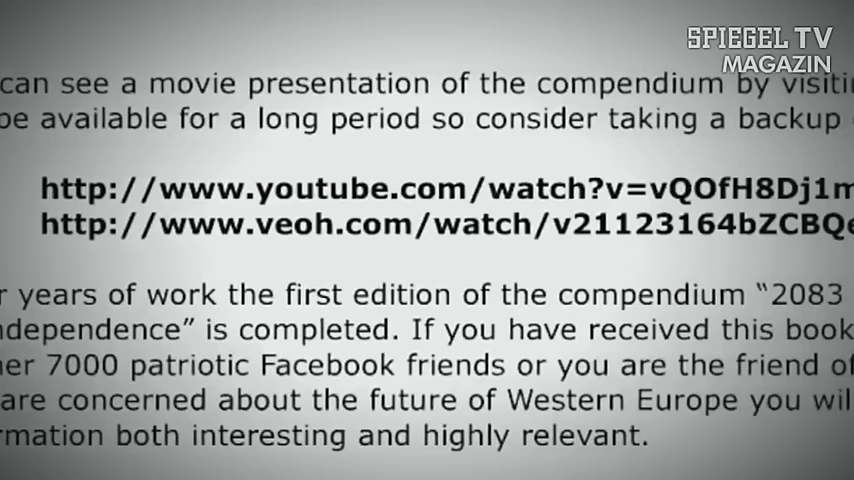 SPIEGEL TV
MAGAZIN
can see a movie presentation of the compendium by
be available for a long period so consider taking a backup
http://www.youtube.com/watch?v=vQOfH8Dj1
http://www.veoh.com/watch/v21123164bZCBQ
years of work the first edition of the compendium “2083
is completed. If you have received this book
7000 patriotic Facebook friends or you are the friend of
are concerned about the future of Western Europe you
both interesting and highly relevant.